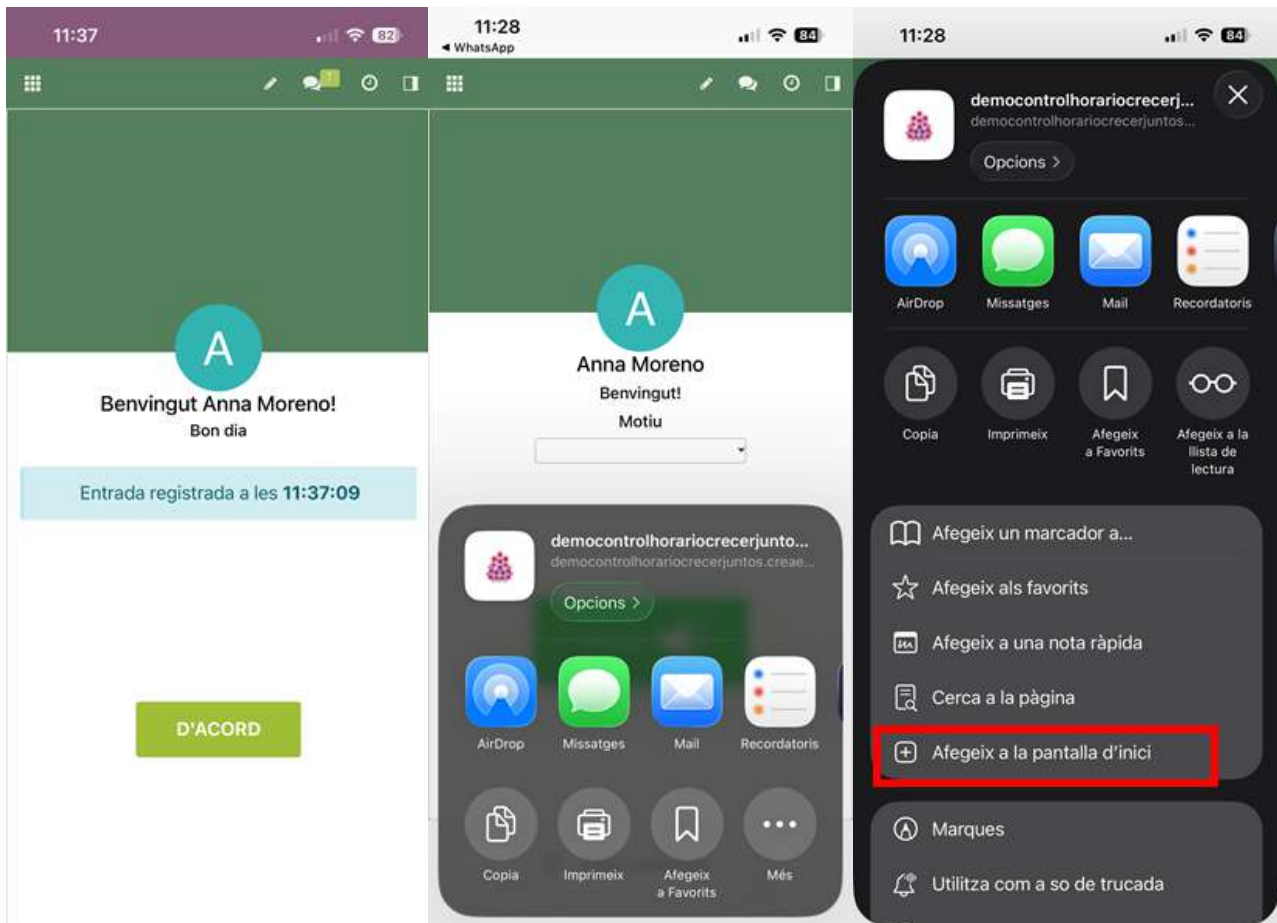 11:37
82
1
A
Benvingut Anna Moreno!
Bon dia
Entrada registrada a les 11:37:09
D'ACORD
11:28
84
◀ WhatsApp
A
Anna Moreno
Benvingut!
Motiu
democontrolhorariocrecerjunto...
democontrolhorariocrecerjuntos.creae...
Opcions >
AirDrop
Missatges
Mail
Recordatoris
Copia
Imprimeix
Afegeix
a Favorits
Més
11:28
84
democontrolhorariocrecerj...
democontrolhorariocrecerjuntos...
Opcions >
AirDrop
Missatges
Mail
Recordatoris
Copia
Imprimeix
Afegeix
a Favorits
Afegeix a la
llista de
lectura
Afegeix un marcador a...
Afegeix als favorits
Afegeix a una nota ràpida
Cerca a la pàgina
Afegeix a la pantalla d'inici
Marques
Utilitza com a so de trucada